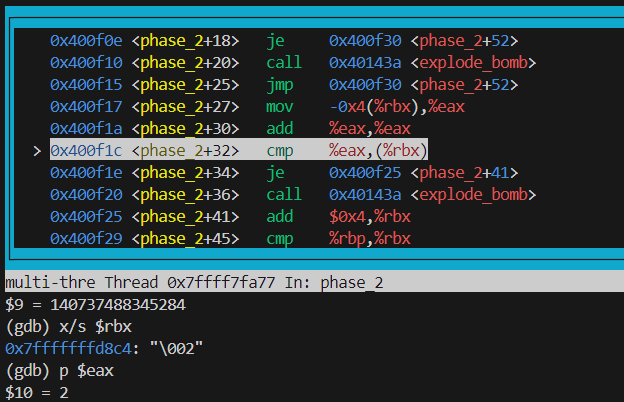 0x400f0e <phase_2+18> je 0x400f30 <phase_2+52>
0x400f10 <phase_2+20> call 0x40143a <explode_bomb>
0x400f15 <phase_2+25> jmp 0x400f30 <phase_2+52>
0x400f17 <phase_2+27> mov -0x4(%rbx),%eax
0x400f1a <phase_2+30> add %eax,%eax
> 0x400f1c <phase_2+32> cmp %eax,(%rbx)
0x400f1e <phase_2+34> je 0x400f25 <phase_2+41>
0x400f20 <phase_2+36> call 0x40143a <explode_bomb>
0x400f25 <phase_2+41> add $0x4,%rbx
0x400f29 <phase_2+45> cmp %rbp,%rbx
multi-thre Thread 0x7ffff7fa77 In: phase_2
$9 = 140737488345284
(gdb) x/s $rbx
0x7fffffffd8c4: "\002"
(gdb) p $eax
$10 = 2